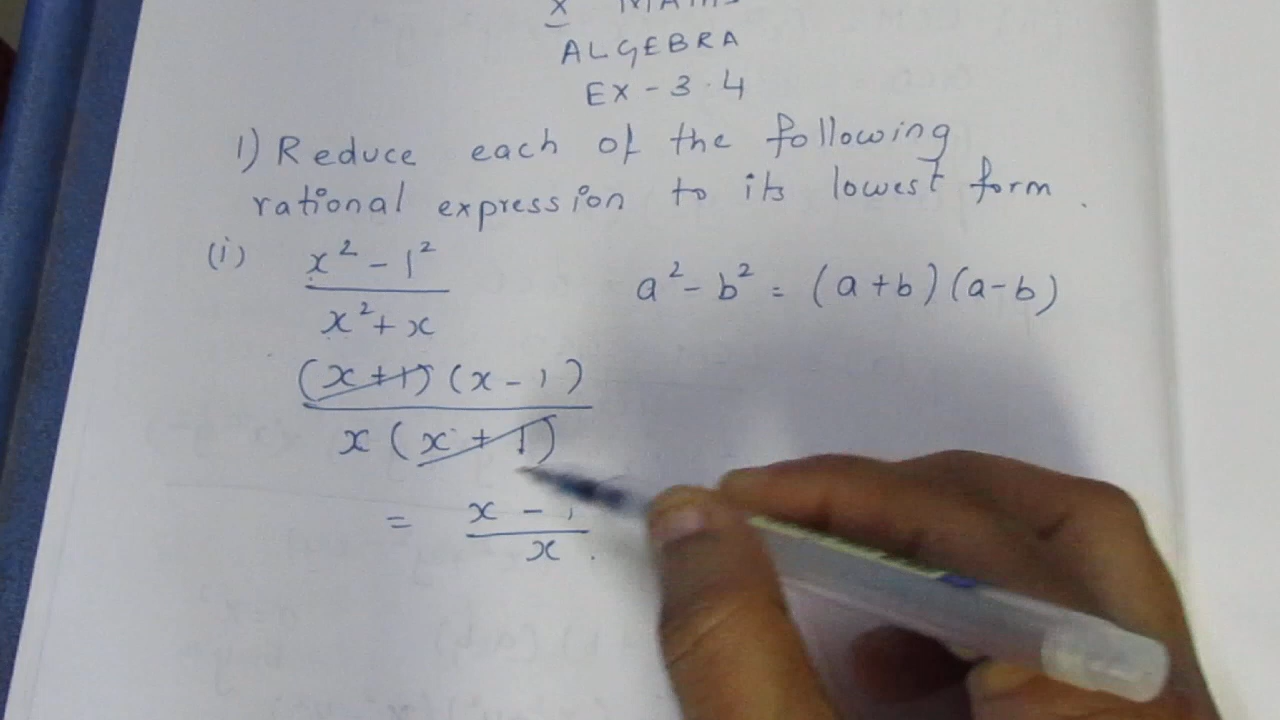 X MATHS
ALGEBRA
EX - 3.4
1) Reduce each of the following
rational expression to its lowest form.
(i) x² - 1² / x² + x
a² - b² = (a+b)(a-b)
(x+1)(x-1) / x(x+1)
= x - 1 / x.